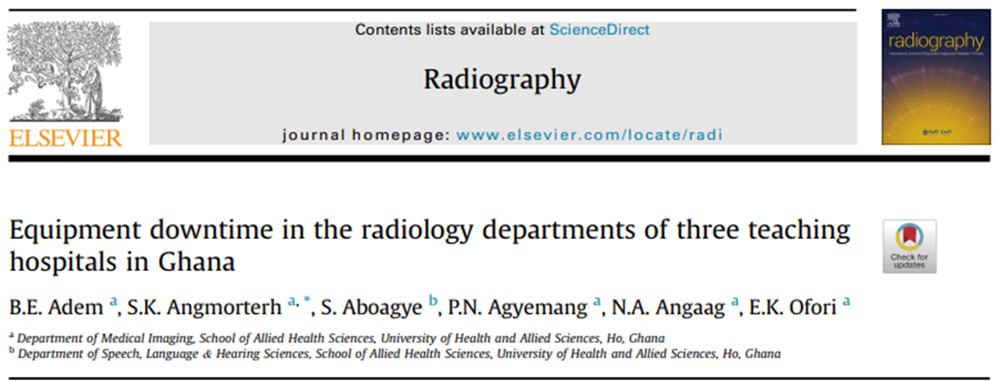 Contents lists available at ScienceDirect
Radiography
journal homepage: www.elsevier.com/locate/radi
ELSEVIER
radiography
Equipment downtime in the radiology departments of three teaching
hospitals in Ghana
Check for
updates
B.E. Adem a, S.K. Angmorterh a, *, S. Aboagye b, P.N. Agyemang a, N.A. Angaag a, E.K. Ofori a
a Department of Medical Imaging, School of Allied Health Sciences, University of Health and Allied Sciences, Ho, Ghana
b Department of Speech, Language & Hearing Sciences, School of Allied Health Sciences, University of Health and Allied Sciences, Ho, Ghana